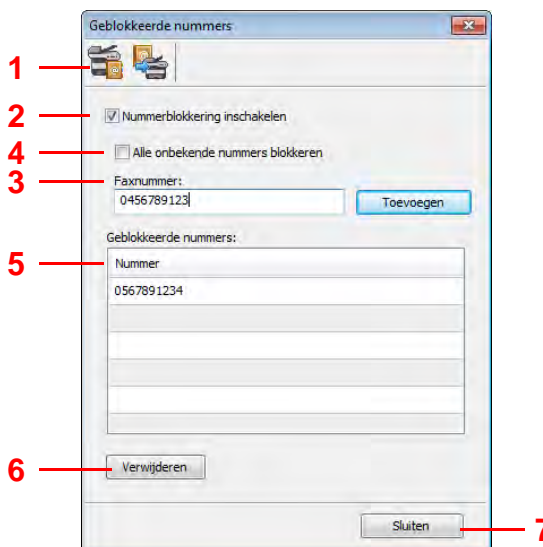 Geblokkeerde nummers
1
2
Nummerblokkering inschakelen
4
Alle onbekende nummers blokkeren
3
Faxnummer:
0456789123
Toevoegen
Geblokkeerde nummers:
5
Nummer
0567891234
6
Verwijderen
Sluiten
7